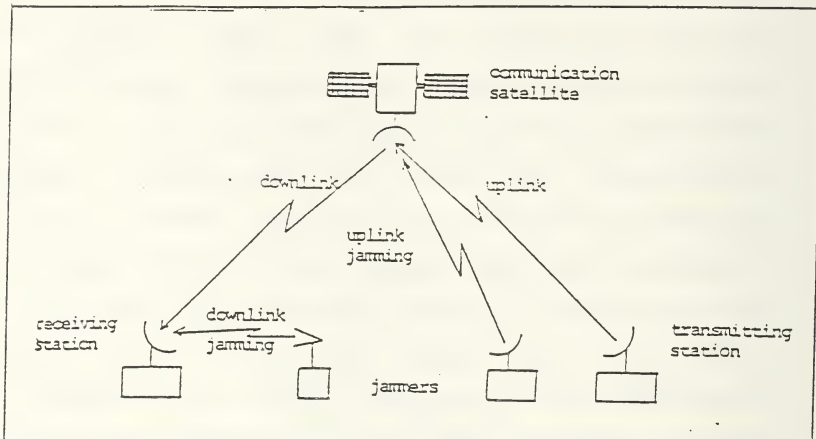 communication
satellite
downlink
uplink
uplink
jamming
receiving
station
downlink
jamming
jammers
transmitting
station